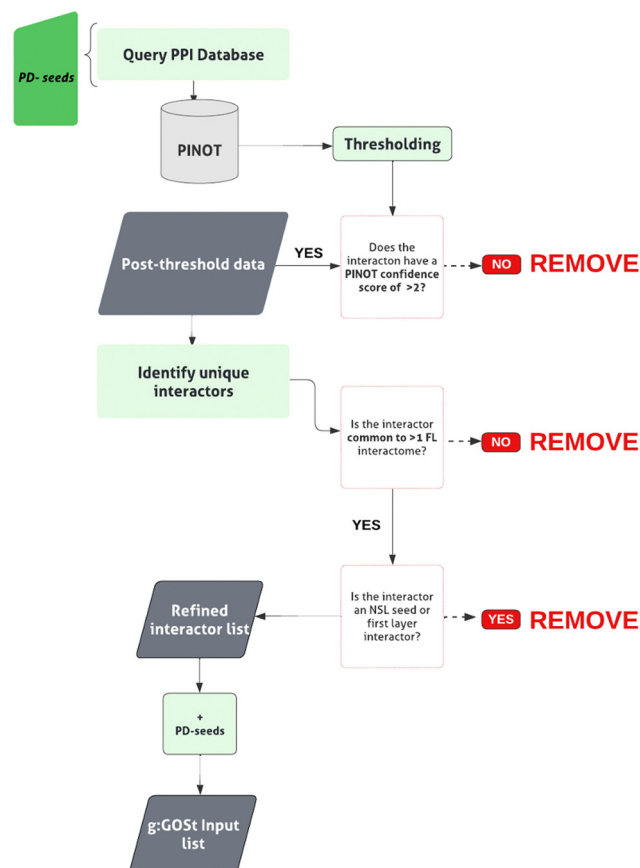 PD- seeds
Query PPI Database
PINOT
Thresholding
Post-threshold data
YES
Does the
interacton have a
PINOT confidence
score of >2?
NO
REMOVE
Identify unique
interactors
Is the interactor
common to >1 FL
interactome?
NO
REMOVE
YES
Is the interactor
an NSL seed or
first layer
interactor?
YES
REMOVE
Refined
interactor list
+
PD-seeds
g:GOSt Input
list